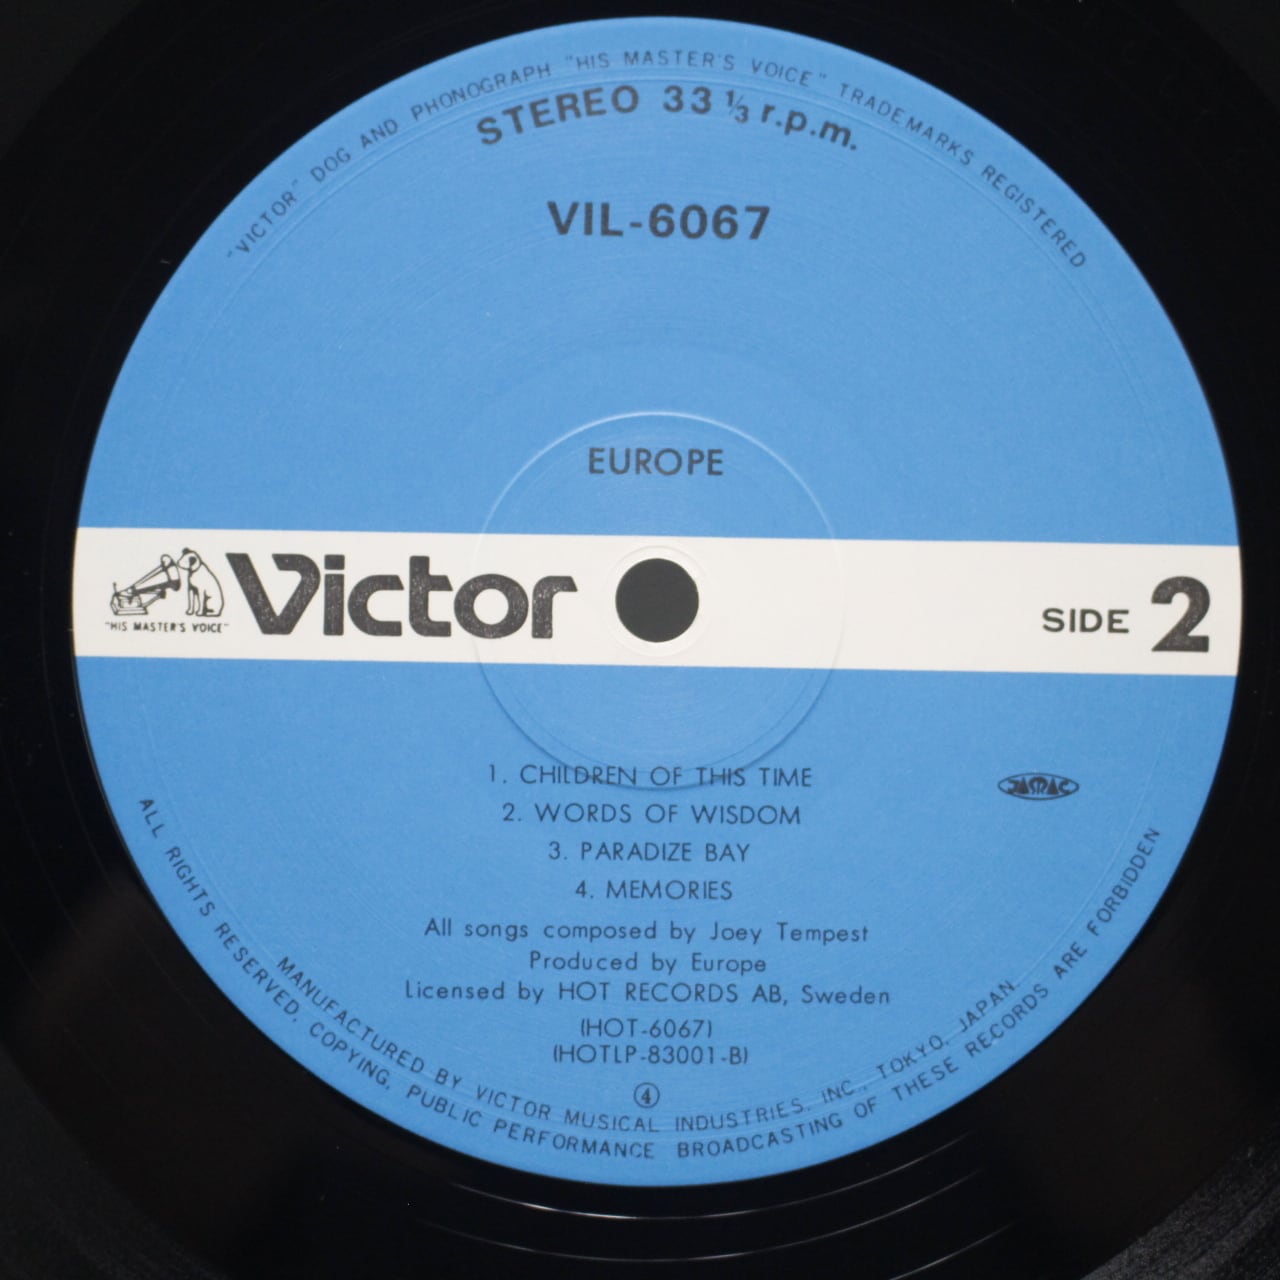 "VICTOR" DOG AND PHONOGRAPH "HIS MASTER'S VOICE" TRADEMARKS REGISTERED
STEREO 33 1/3 r.p.m.
VIL-6067
EUROPE
"HIS MASTER'S VOICE"
Victor
SIDE 2
1. CHILDREN OF THIS TIME
2. WORDS OF WISDOM
3. PARADIZE BAY
4. MEMORIES
JAMAC
All songs composed by Joey Tempest
Produced by Europe
Licensed by HOT RECORDS AB, Sweden
(HOT-6067)
(HOTLP-83001-B)
④
MANUFACTURED BY VICTOR MUSICAL INDUSTRIES, INC., TOKYO, JAPAN.
ALL RIGHTS RESERVED. COPYING, PUBLIC PERFORMANCE BROADCASTING OF THESE RECORDS ARE FORBIDDEN